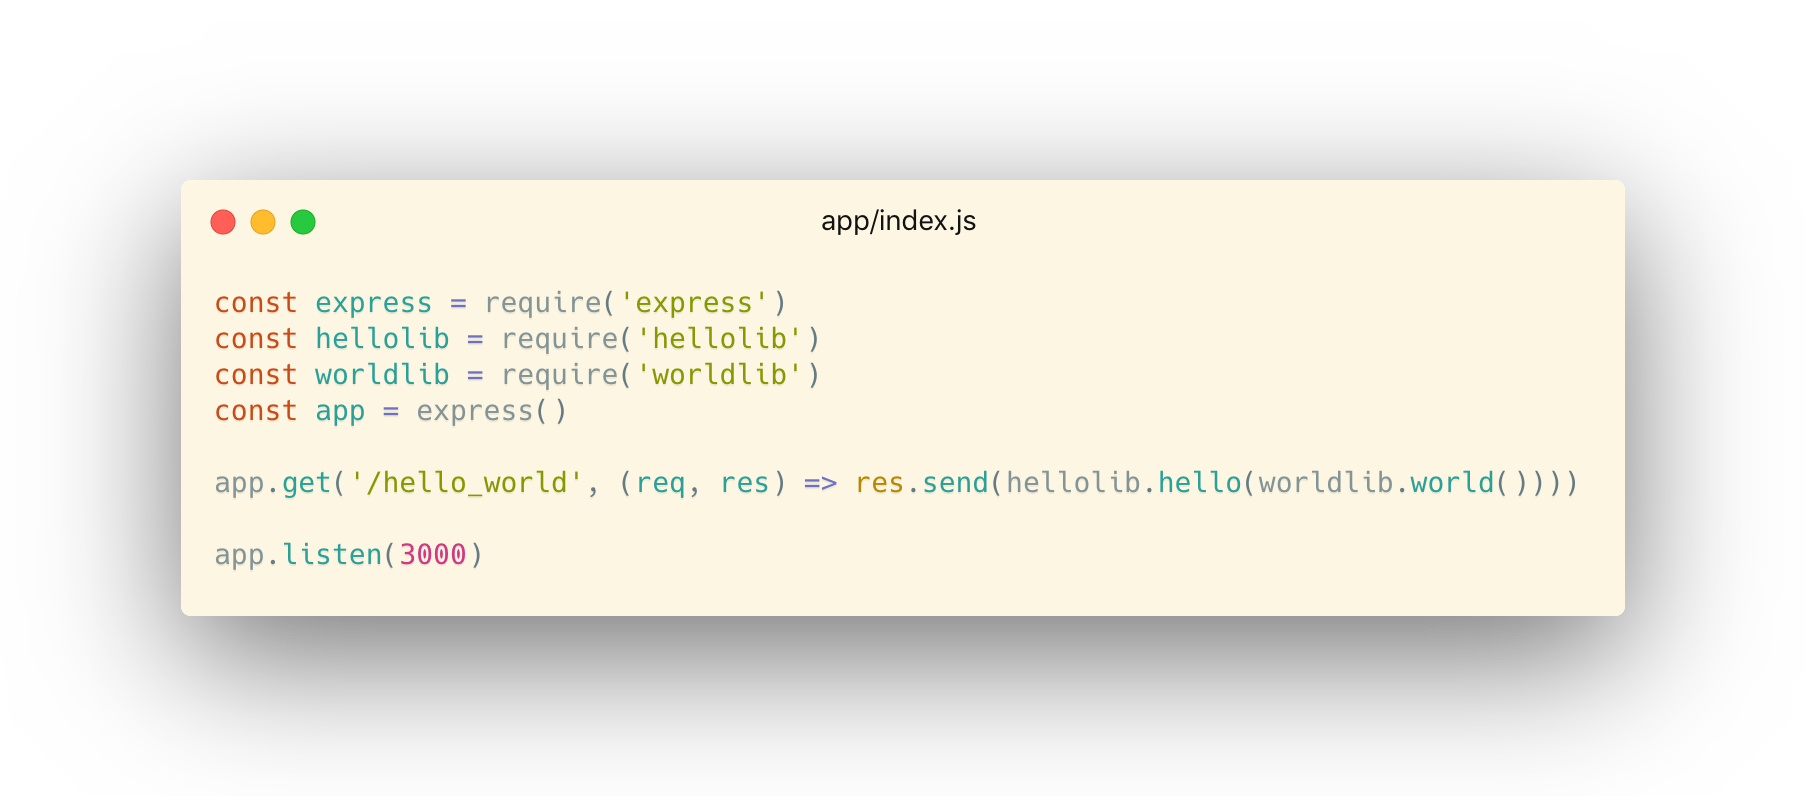 app/index.js
const express = require('express')
const hellolib = require('hellolib')
const worldlib = require('worldlib')
const app = express()
app.get('/hello_world', (req, res) => res.send(hellolib.hello(worldlib.world())))
app.listen(3000)